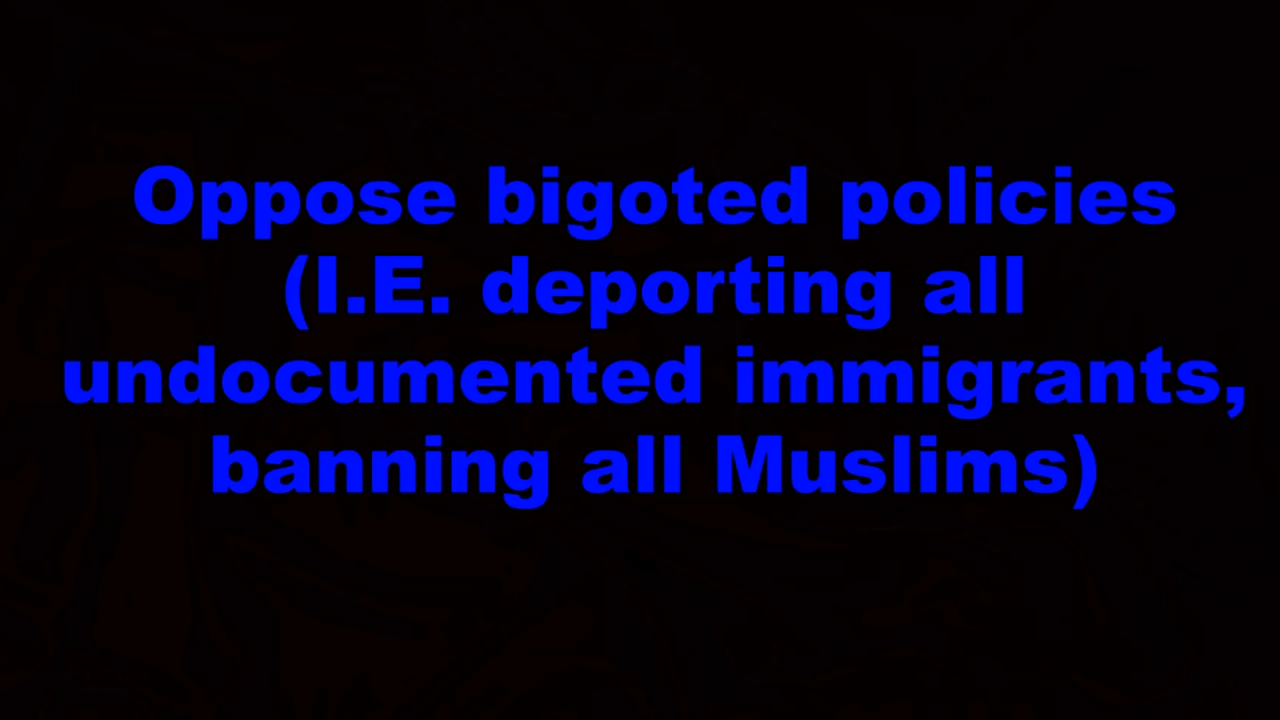 Oppose bigoted policies
(I.E. deporting all
undocumented immigrants,
banning all Muslims)